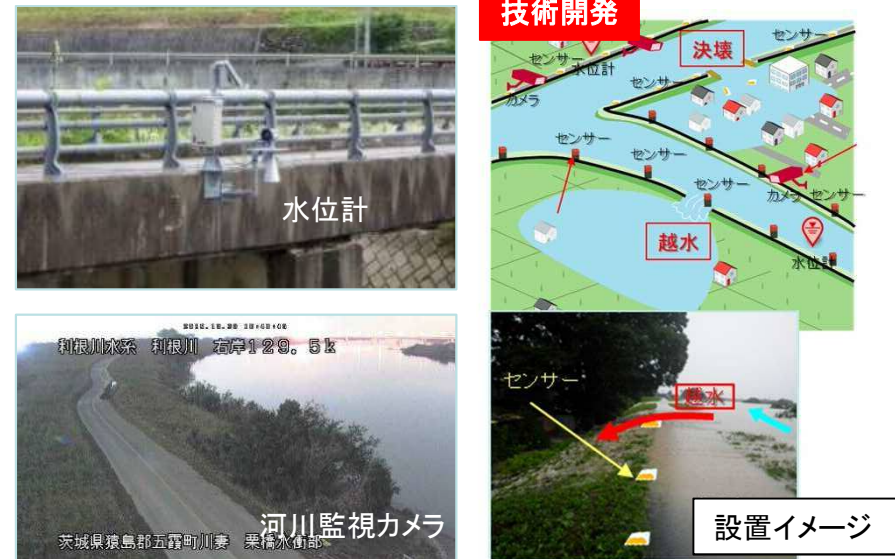 水位計
技術開発
センサー
決壊
センサー
水位計
カメラ
センサー
センサー
センサー
センサー
カメラ
センサー
越水
水位計
利根川水系 利根川 右岸129.5k
河川監視カメラ
茨城県猿島郡五霞町川妻 栗橋水衝部
センサー
越水
設置イメージ